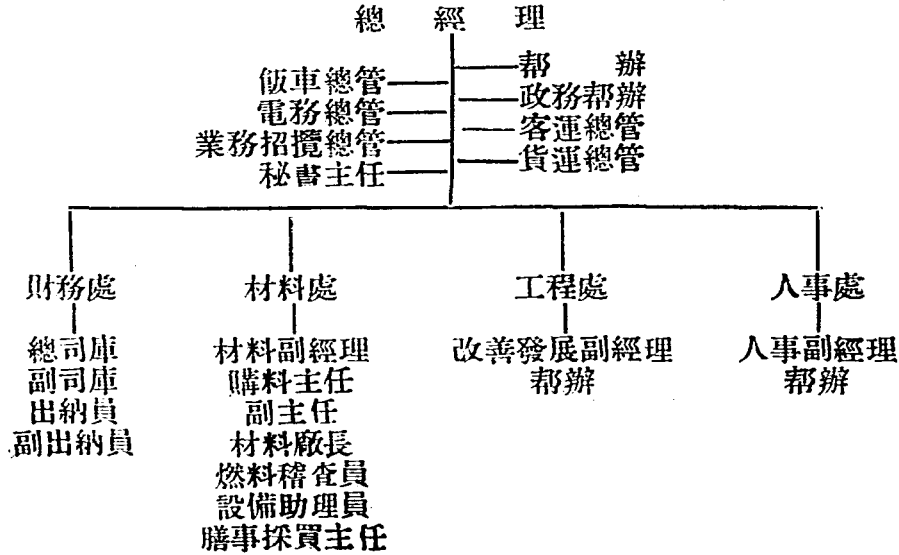 總經理
帮辦
飯車總管
政務帮辦
電務總管
客運總管
業務招攬總管
貨運總管
秘書主任
財務處
總司庫
副司庫
出納員
副出納員
材料處
材料副經理
購料主任
副主任
材料廠長
燃料稽查員
設備助理員
膳事採買主任
工程處
改善發展副經理
帮辦
人事處
人事副經理
帮辦